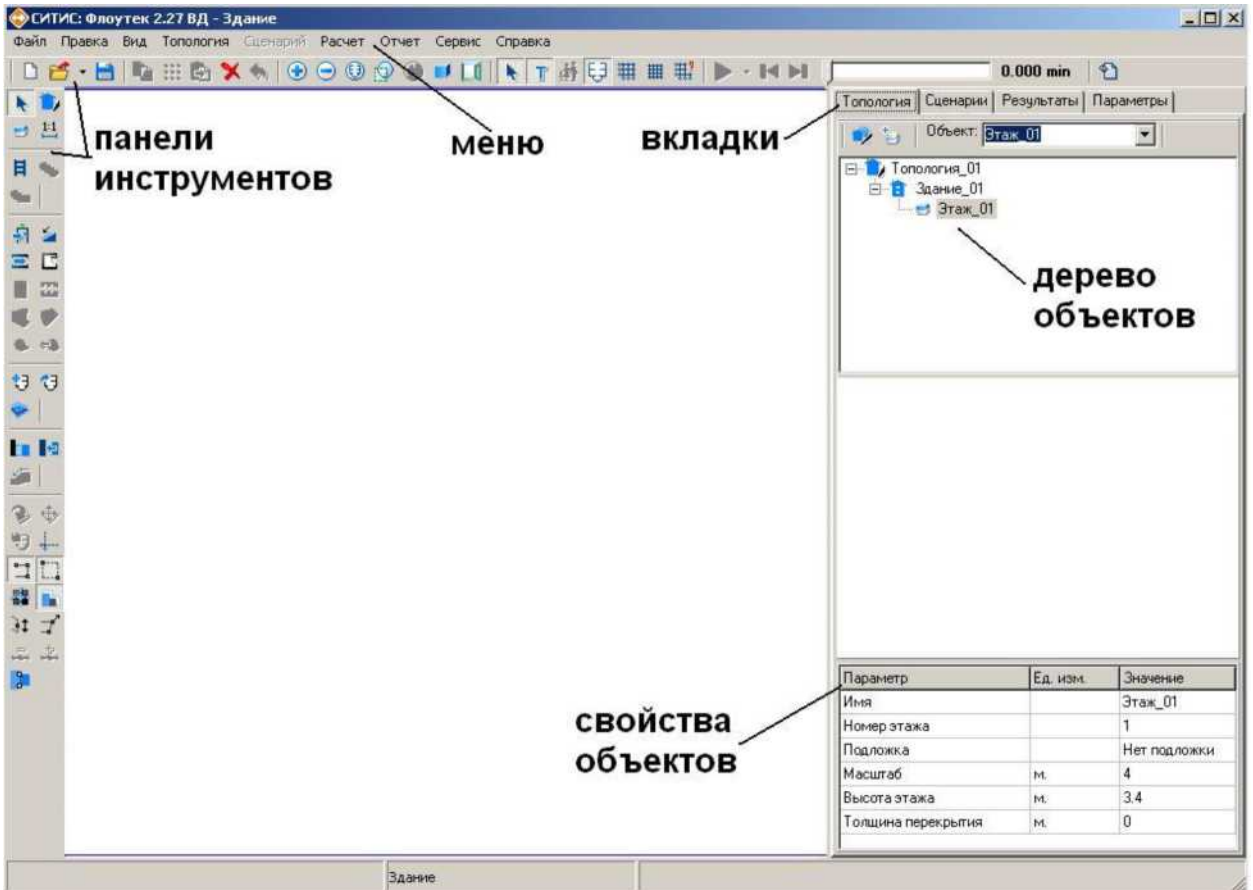 СИТИС: Флоутек 2.27 ВД - Здание
Файл Правка Вид Топология Сценарий Расчет Отчет Сервис Справка
0.000 min
1:1
панели
инструментов
меню
вкладки
Топология Сценарии Результаты Параметры
Объект: Этаж_01
Топология_01
Здание_01
Этаж_01
дерево
объектов
свойства
объектов
Параметр Ед. изм. Значение
Имя Этаж_01
Номер этажа 1
Подложка Нет подложки
Масштаб м. 4
Высота этажа м. 3.4
Толщина перекрытия м. 0
Здание